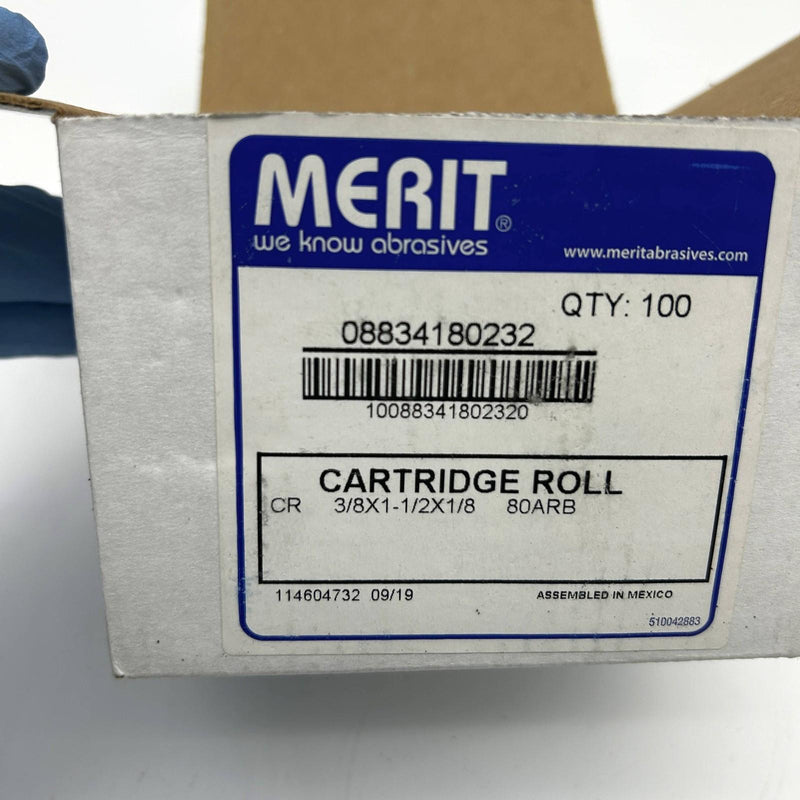 MERIT®
we know abrasives
www.meritabrasives.com
QTY: 100
08834180232
10088341802320
CARTRIDGE ROLL
CR 3/8X1-1/2X1/8 80ARB
114604732 09/19
ASSEMBLED IN MEXICO
510042883